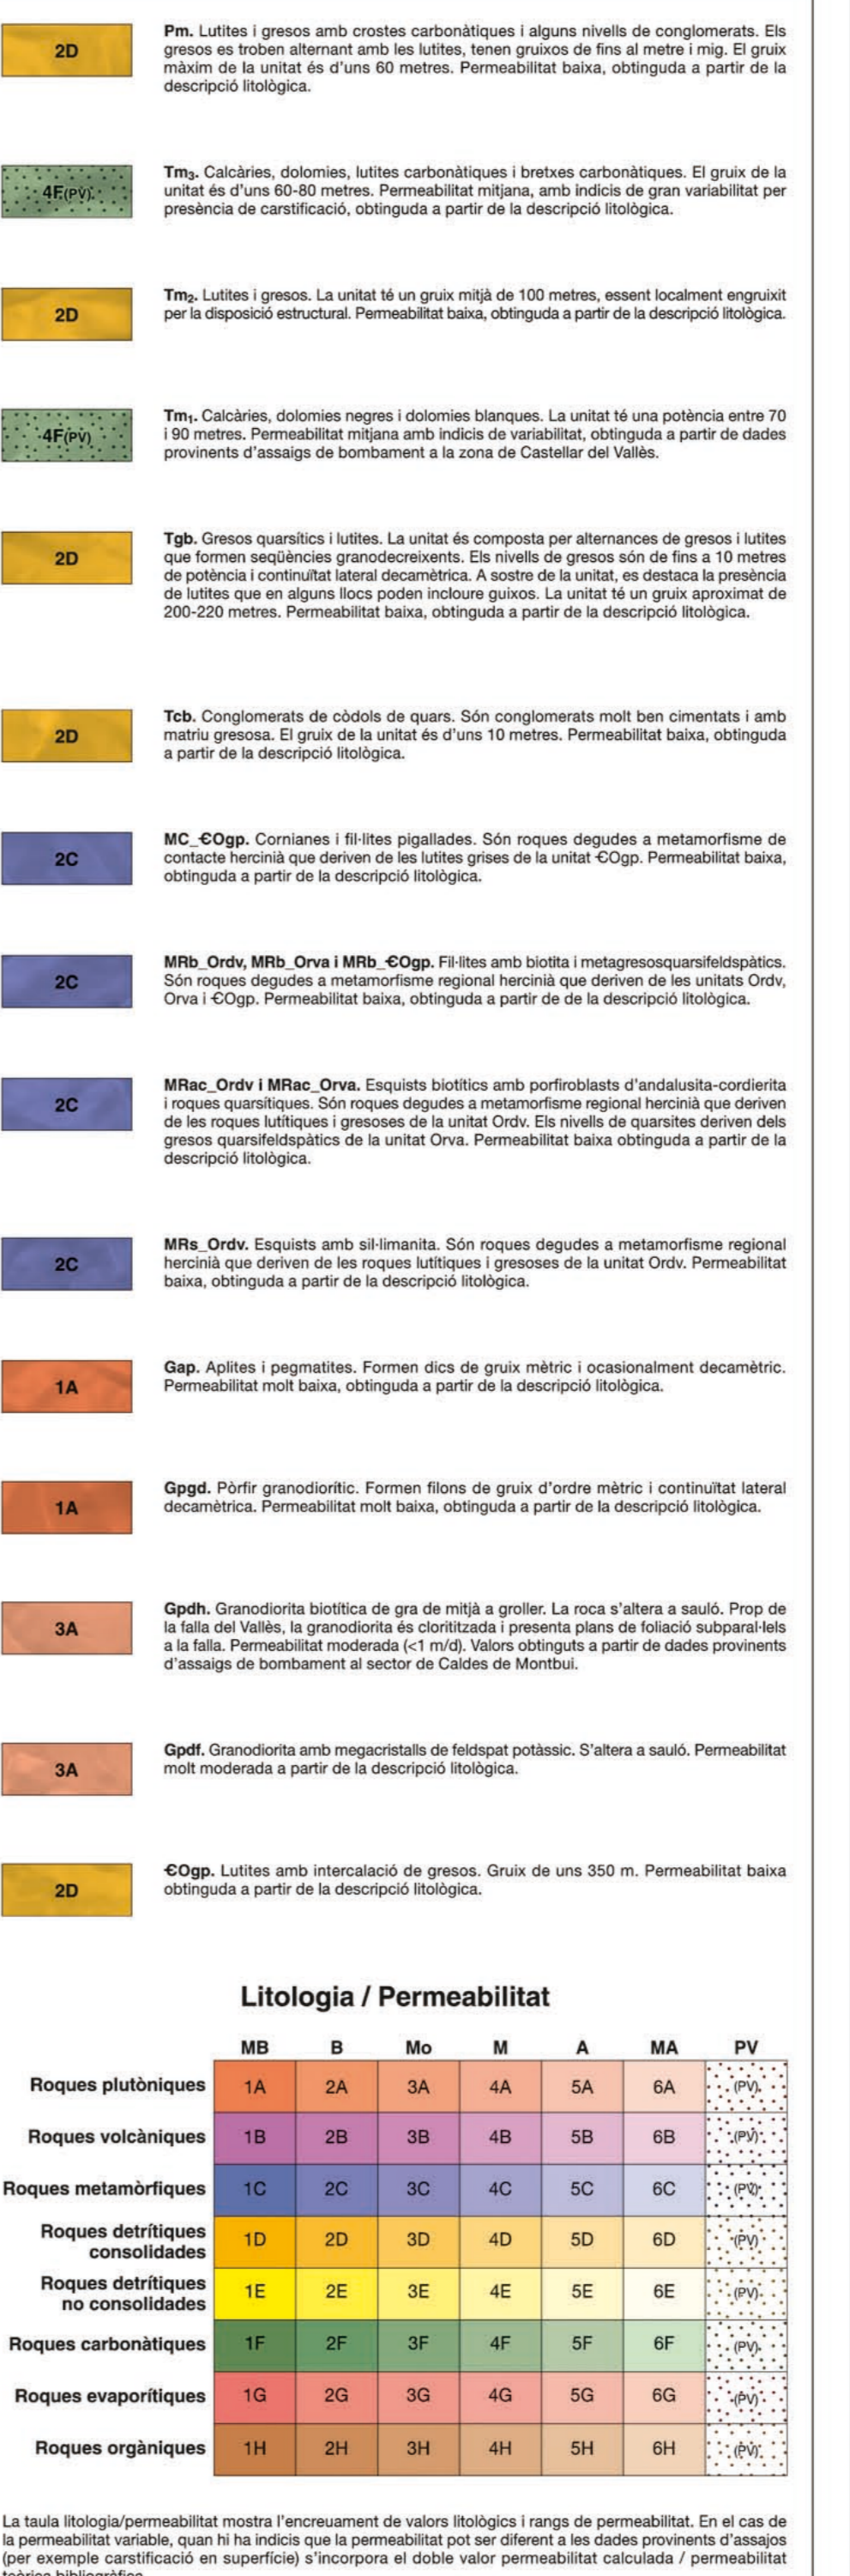 2D
Pm. Lutites i gresos amb crostes carbonàtiques i alguns nivells de conglomerats. Els
gresos es troben alternant amb les lutites, tenen gruixos de fins al metre i mig. El gruix
màxim de la unitat és d'uns 60 metres. Permeabilitat baixa, obtinguda a partir de la
descripció litològica.
4F(PV)
Tm₃. Calcàries, dolomies, lutites carbonàtiques i bretxes carbonàtiques. El gruix de la
unitat és d'uns 60-80 metres. Permeabilitat mitjana, amb indicis de gran variabilitat per
presència de carstificació, obtinguda a partir de la descripció litològica.
2D
Tm₂. Lutites i gresos. La unitat té un gruix mitjà de 100 metres, essent localment engruixit
per la disposició estructural. Permeabilitat baixa, obtinguda a partir de la descripció litològica.
4F(PV)
Tm₁. Calcàries, dolomies negres i dolomies blanques. La unitat té una potència entre 70
i 90 metres. Permeabilitat mitjana amb indicis de variabilitat, obtinguda a partir de dades
provinents d'assaigs de bombament a la zona de Castellar del Vallès.
2D
Tgb. Gresos quarsítics i lutites. La unitat és composta per alternances de gresos i lutites
que formen seqüències granodecreixents. Els nivells de gresos són de fins a 10 metres
de potència i continuïtat lateral decamètrica. A sostre de la unitat, es destaca la presència
de lutites que en alguns llocs poden incloure guixos. La unitat té un gruix aproximat de
200-220 metres. Permeabilitat baixa, obtinguda a partir de la descripció litològica.
2D
Tcb. Conglomerats de còdols de quars. Són conglomerats molt ben cimentats i amb
matriu gresosa. El gruix de la unitat és d'uns 10 metres. Permeabilitat baixa, obtinguda
a partir de la descripció litològica.
2C
MC_€Ogp. Cornianes i fil·lites pigallades. Són roques degudes a metamorfisme de
contacte hercinià que deriven de les lutites grises de la unitat €Ogp. Permeabilitat baixa,
obtinguda a partir de la descripció litològica.
2C
MRb_Ordv, MRb_Orva i MRb_€Ogp. Fil·lites amb biotita i metagresosquarsifeldspàtics.
Són roques degudes a metamorfisme regional hercinià que deriven de les unitats Ordv,
Orva i €Ogp. Permeabilitat baixa, obtinguda a partir de de la descripció litològica.
2C
MRac_Ordv i MRac_Orva. Esquists biotítics amb porfiroblasts d'andalusita-cordierita
i roques quarsítiques. Són roques degudes a metamorfisme regional hercinià que deriven
de les roques lutítiques i gresoses de la unitat Ordv. Els nivells de quarsites deriven dels
gresos quarsifeldspàtics de la unitat Orva. Permeabilitat baixa obtinguda a partir de la
descripció litològica.
2C
MRs_Ordv. Esquists amb sil·limanita. Són roques degudes a metamorfisme regional
hercinià que deriven de les roques lutítiques i gresoses de la unitat Ordv. Permeabilitat
baixa, obtinguda a partir de la descripció litològica.
1A
Gap. Aplites i pegmatites. Formen dics de gruix mètric i ocasionalment decamètric.
Permeabilitat molt baixa, obtinguda a partir de la descripció litològica.
1A
Gpgd. Pòrfir granodiorític. Formen filons de gruix d'ordre mètric i continuïtat lateral
decamètrica. Permeabilitat molt baixa, obtinguda a partir de la descripció litològica.
3A
Gpdh. Granodiorita biotítica de gra de mitjà a groller. La roca s'altera a sauló. Prop de
la falla del Vallès, la granodiorita és clorititzada i presenta plans de foliació subparal·lels
a la falla. Permeabilitat moderada (<1 m/d). Valors obtinguts a partir de dades provinents
d'assaigs de bombament al sector de Caldes de Montbui.
3A
Gpdf. Granodiorita amb megacristalls de feldspat potàssic. S'altera a sauló. Permeabilitat
molt moderada a partir de la descripció litològica.
2D
€Ogp. Lutites amb intercalació de gresos. Gruix de uns 350 m. Permeabilitat baixa
obtinguda a partir de la descripció litològica.
Litologia / Permeabilitat
MB B Mo M A MA PV
Roques plutòniques 1A 2A 3A 4A 5A 6A (PV)
Roques volcàniques 1B 2B 3B 4B 5B 6B (PV)
Roques metamòrfiques 1C 2C 3C 4C 5C 6C (PV)
Roques detrítiques
consolidades 1D 2D 3D 4D 5D 6D (PV)
Roques detrítiques
no consolidades 1E 2E 3E 4E 5E 6E (PV)
Roques carbonàtiques 1F 2F 3F 4F 5F 6F (PV)
Roques evaporítiques 1G 2G 3G 4G 5G 6G (PV)
Roques orgàniques 1H 2H 3H 4H 5H 6H (PV)
La taula litologia/permeabilitat mostra l'encreuament de valors litològics i rangs de permeabilitat. En el cas de
la permeabilitat variable, quan hi ha indicis que la permeabilitat pot ser diferent a les dades provinents d'assajos
(per exemple carstificació en superfície) s'incorpora el doble valor permeabilitat calculada / permeabilitat